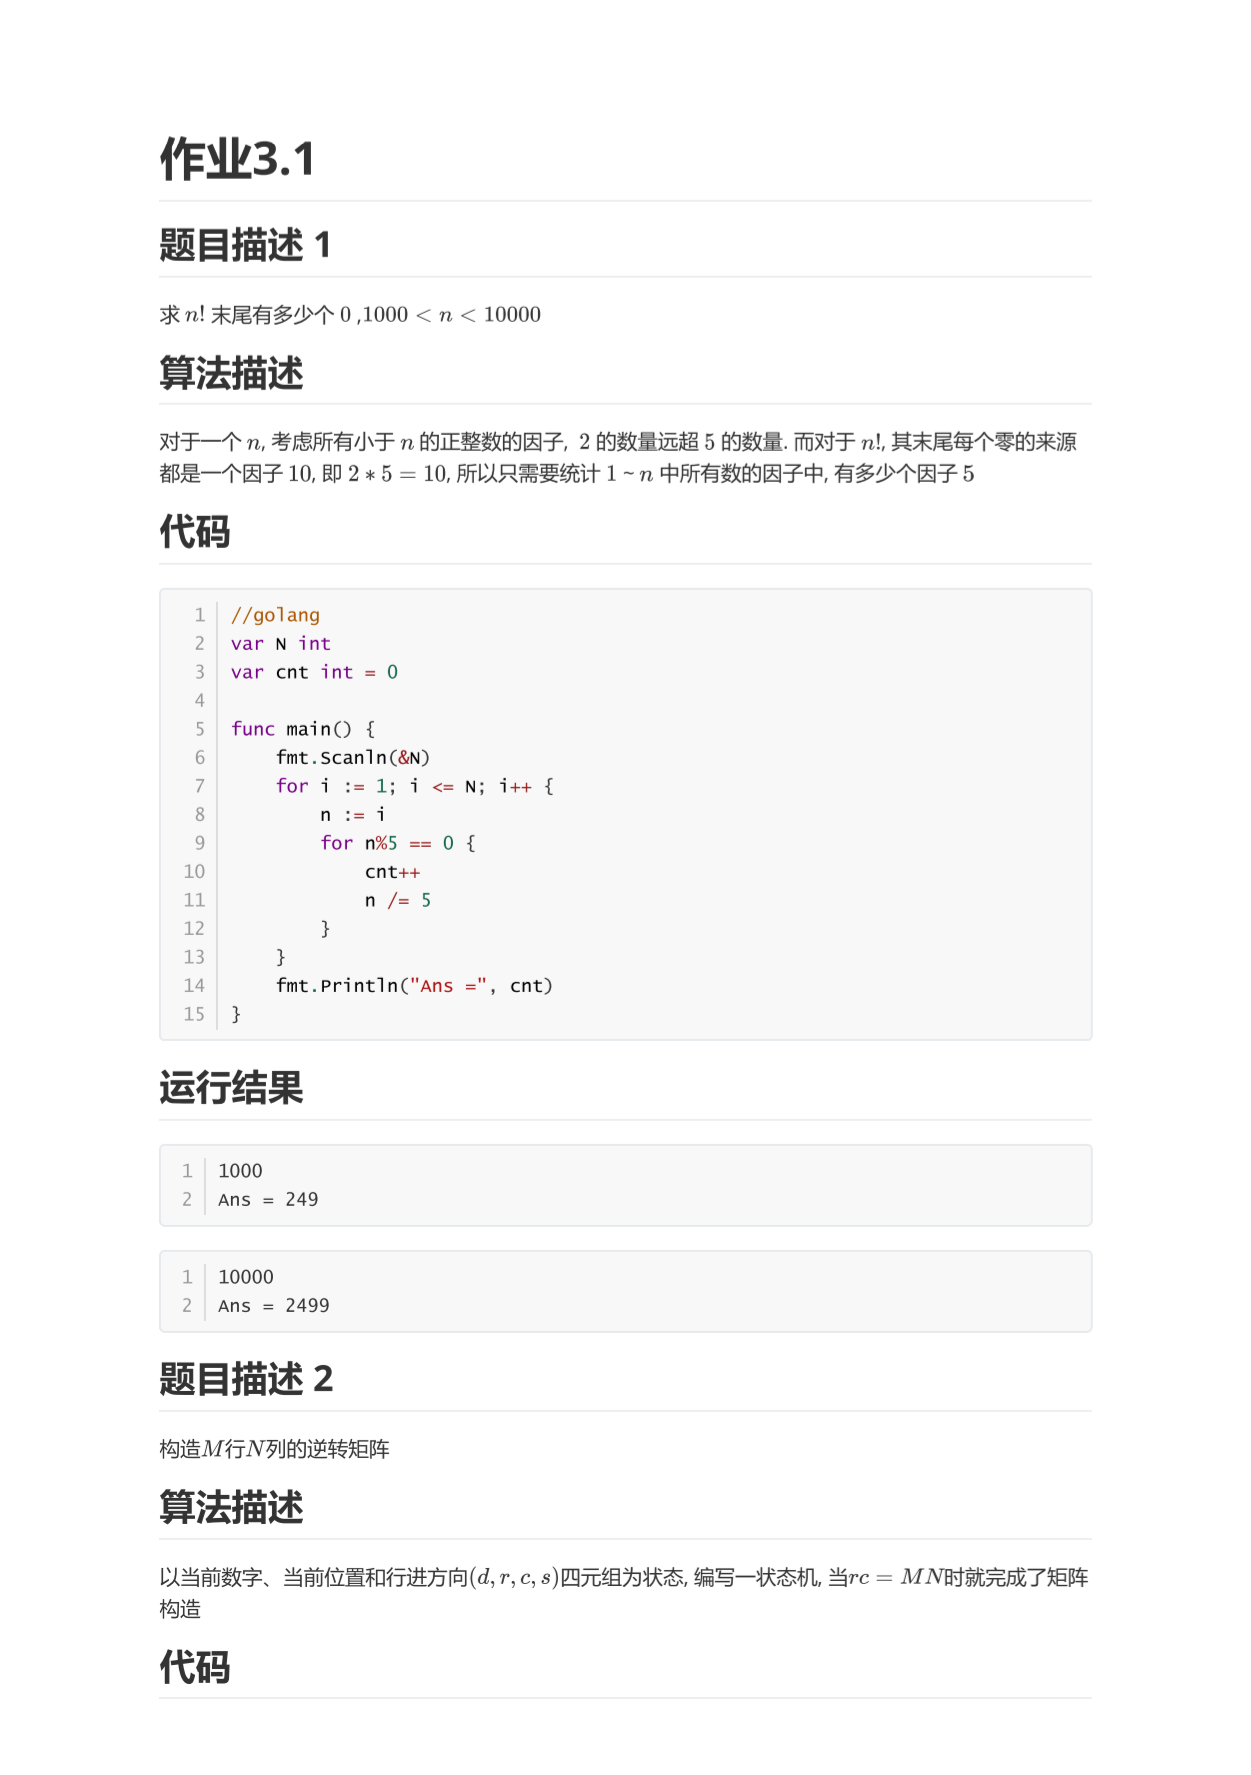 作业3.1
题目描述 1
求 n! 末尾有多少个 0 ,1000 < n < 10000
算法描述
对于一个 n, 考虑所有小于 n 的正整数的因子, 2 的数量远超 5 的数量. 而对于 n!, 其末尾每个零的来源
都是一个因子 10, 即 2 ∗ 5 = 10, 所以只需要统计 1 ~ n 中所有数的因子中, 有多少个因子 5
代码
1 //golang
2 var N int
3 var cnt int = 0
4
5 func main() {
6     fmt.Scanln(&N)
7     for i := 1; i <= N; i++ {
8         n := i
9         for n%5 == 0 {
10             cnt++
11             n /= 5
12         }
13     }
14     fmt.Println("Ans =", cnt)
15 }
运行结果
1 1000
2 Ans = 249
1 10000
2 Ans = 2499
题目描述 2
构造M行N列的逆转矩阵
算法描述
以当前数字、当前位置和行进方向(d, r, c, s)四元组为状态, 编写一状态机, 当rc = MN时就完成了矩阵
构造
代码